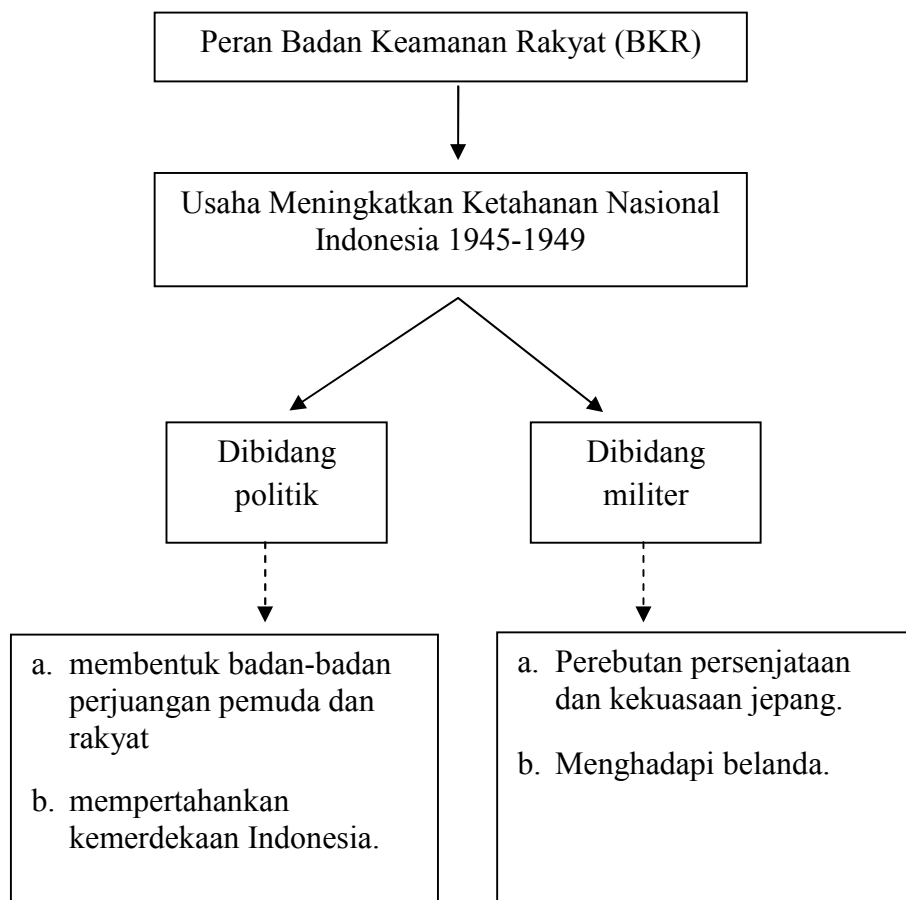 Peran Badan Keamanan Rakyat (BKR)
Usaha Meningkatkan Ketahanan Nasional
Indonesia 1945-1949
Dibidang
politik
Dibidang
militer
a. membentuk badan-badan
perjuangan pemuda dan
rakyat
b. mempertahankan
kemerdekaan Indonesia.
a. Perebutan persenjataan
dan kekuasaan jepang.
b. Menghadapi belanda.